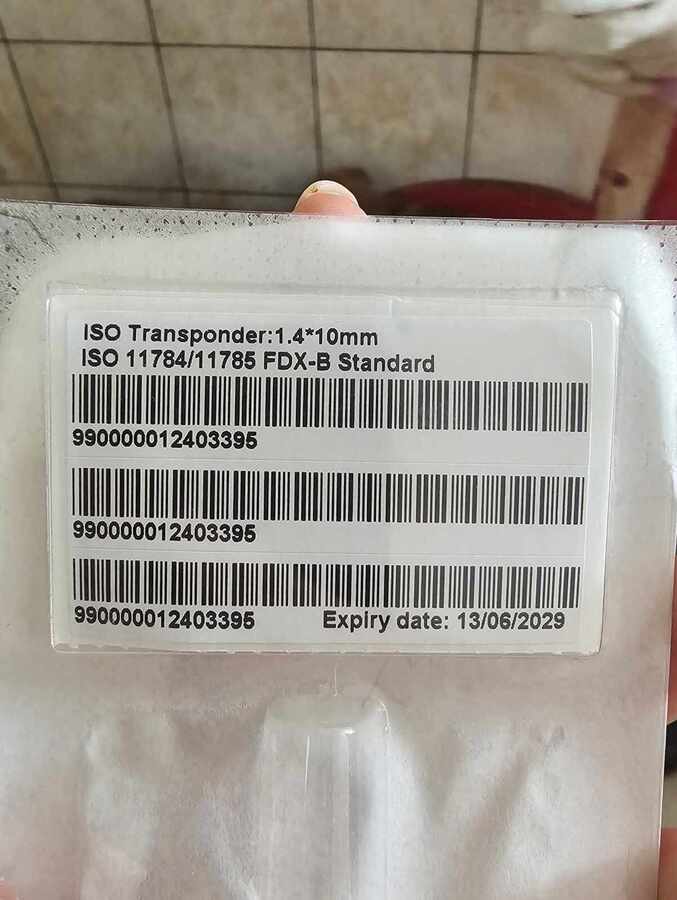 ISO Transponder:1.4*10mm
ISO 11784/11785 FDX-B Standard
990000012403395
990000012403395
990000012403395 Expiry date: 13/06/2029